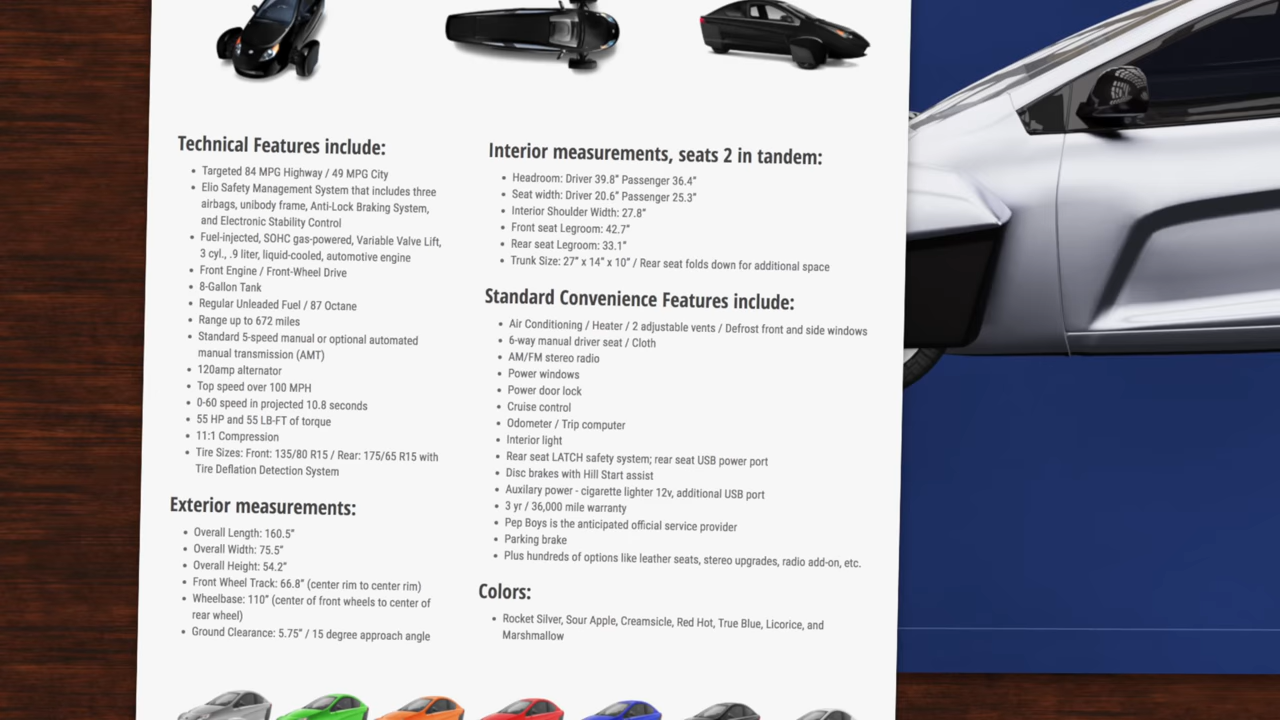 Technical Features include:
• Targeted 84 MPG Highway / 49 MPG City
• Elio Safety Management System that includes three
airbags, unibody frame, Anti-Lock Braking System,
and Electronic Stability Control
• Fuel-injected, SOHC gas-powered, Variable Valve Lift,
3 cyl., .9 liter, liquid-cooled, automotive engine
• Front Engine / Front-Wheel Drive
• 8-Gallon Tank
• Regular Unleaded Fuel / 87 Octane
• Range up to 672 miles
• Standard 5-speed manual or optional automated
manual transmission (AMT)
• 120amp alternator
• Top speed over 100 MPH
• 0-60 speed in projected 10.8 seconds
• 55 HP and 55 LB-FT of torque
• 11:1 Compression
• Tire Sizes: Front: 135/80 R15 / Rear: 175/65 R15 with
Tire Deflation Detection System
Exterior measurements:
• Overall Length: 160.5"
• Overall Width: 75.5"
• Overall Height: 54.2"
• Front Wheel Track: 66.8" (center rim to center rim)
• Wheelbase: 110" (center of front wheels to center of
rear wheel)
• Ground Clearance: 5.75" / 15 degree approach angle
Interior measurements, seats 2 in tandem:
• Headroom: Driver 39.8" Passenger 36.4"
• Seat width: Driver 20.6" Passenger 25.3"
• Interior Shoulder Width: 27.8"
• Front seat Legroom: 42.7"
• Rear seat Legroom: 33.1"
• Trunk Size: 27" x 14" x 10" / Rear seat folds down for additional space
Standard Convenience Features include:
• Air Conditioning / Heater / 2 adjustable vents / Defrost front and side windows
• 6-way manual driver seat / Cloth
• AM/FM stereo radio
• Power windows
• Power door lock
• Cruise control
• Odometer / Trip computer
• Interior light
• Rear seat LATCH safety system; rear seat USB power port
• Disc brakes with Hill Start assist
• Auxilary power - cigarette lighter 12v, additional USB port
• 3 yr / 36,000 mile warranty
• Pep Boys is the anticipated official service provider
• Parking brake
• Plus hundreds of options like leather seats, stereo upgrades, radio add-on, etc.
Colors:
• Rocket Silver, Sour Apple, Creamsicle, Red Hot, True Blue, Licorice, and
Marshmallow